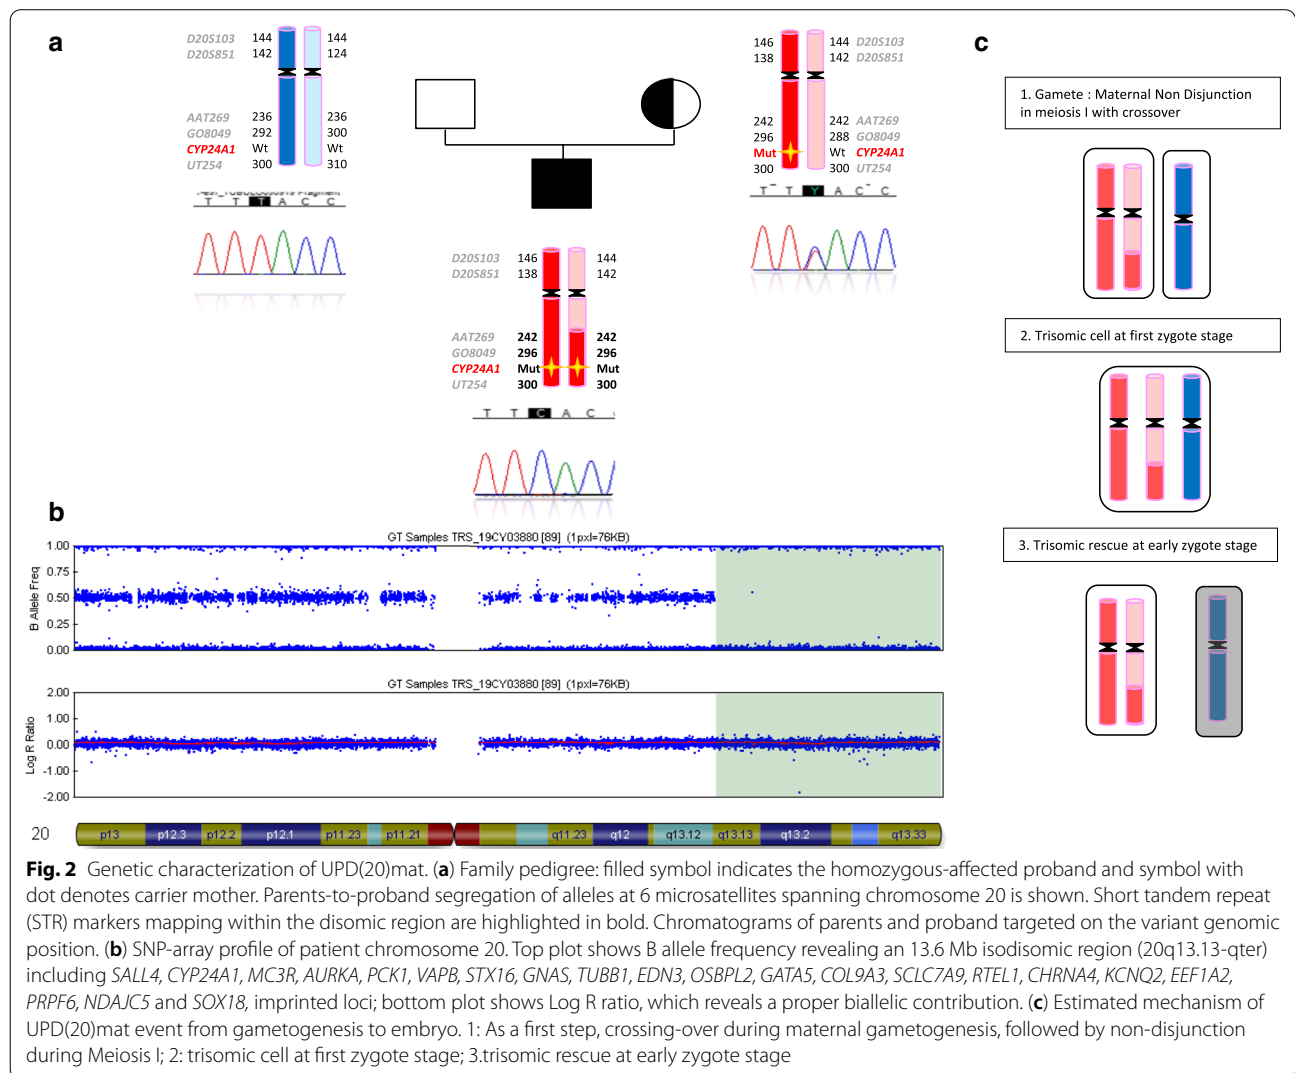 a
c
D20S103 144 144
D20S851 142 124
AAT269 236 236
GO8049 292 300
CYP24A1 Wt Wt
UT254 300 310
T T T A C C
146 144 D20S103
138 142 D20S851
242 242 AAT269
296 288 GO8049
Mut Wt CYP24A1
300 300 UT254
T T Y A C C
D20S103 146 144
D20S851 138 142
AAT269 242 242
GO8049 296 296
CYP24A1 Mut Mut
UT254 300 300
T T C A C
1. Gamete : Maternal Non Disjunction
in meiosis I with crossover
2. Trisomic cell at first zygote stage
3. Trisomic rescue at early zygote stage
b
GT Samples TRS_19CY03880 [89] (1pxl=76KB)
B Allele Freq
1.00
0.75
0.50
0.25
0.00
GT Samples TRS_19CY03880 [89] (1pxl=76KB)
Log R Ratio
2.00
1.00
0.00
-1.00
-2.00
20 p13 p12.3 p12.2 p12.1 p11.23 p11.21 q11.23 q12 q13.12 q13.13 q13.2 q13.33
Fig. 2 Genetic characterization of UPD(20)mat. (a) Family pedigree: filled symbol indicates the homozygous-affected proband and symbol with
dot denotes carrier mother. Parents-to-proband segregation of alleles at 6 microsatellites spanning chromosome 20 is shown. Short tandem repeat
(STR) markers mapping within the disomic region are highlighted in bold. Chromatograms of parents and proband targeted on the variant genomic
position. (b) SNP-array profile of patient chromosome 20. Top plot shows B allele frequency revealing an 13.6 Mb isodisomic region (20q13.13-qter)
including SALL4, CYP24A1, MC3R, AURKA, PCK1, VAPB, STX16, GNAS, TUBB1, EDN3, OSBPL2, GATA5, COL9A3, SCLC7A9, RTEL1, CHRNA4, KCNQ2, EEF1A2,
PRPF6, NDAJC5 and SOX18, imprinted loci; bottom plot shows Log R ratio, which reveals a proper biallelic contribution. (c) Estimated mechanism of
UPD(20)mat event from gametogenesis to embryo. 1: As a first step, crossing-over during maternal gametogenesis, followed by non-disjunction
during Meiosis I; 2: trisomic cell at first zygote stage; 3.trisomic rescue at early zygote stage